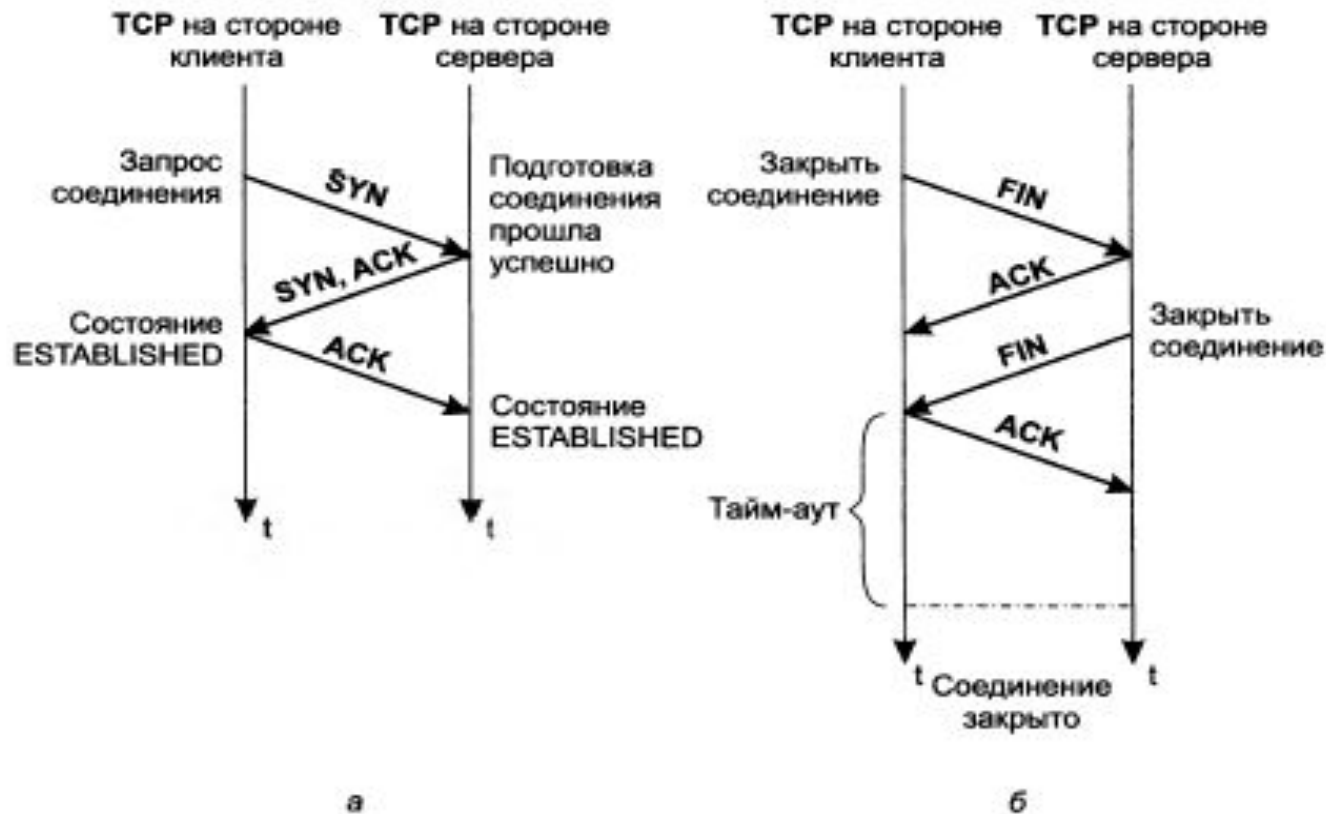 TCP на стороне
клиента
TCP на стороне
сервера
Запрос
соединения
SYN
Подготовка
соединения
прошла
успешно
SYN, ACK
Состояние
ESTABLISHED
ACK
Состояние
ESTABLISHED
t
t
а
TCP на стороне
клиента
TCP на стороне
сервера
Закрыть
соединение
FIN
ACK
Закрыть
соединение
FIN
ACK
Тайм-аут
t
t
Соединение
закрыто
б